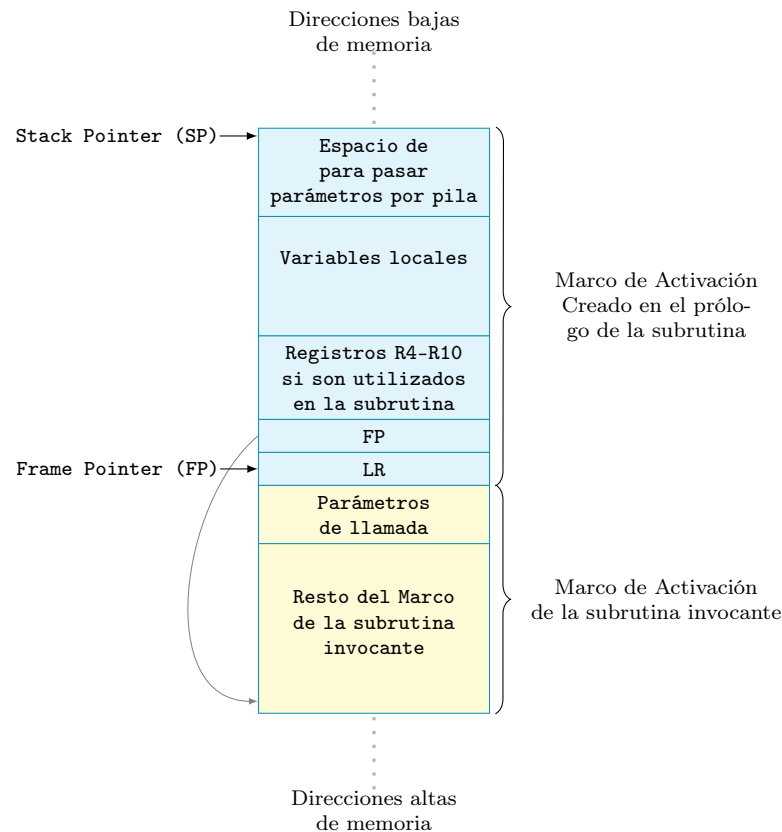 Direcciones bajas
de memoria
Stack Pointer (SP)
Espacio de
para pasar
parámetros por pila
Variables locales
Marco de Activación
Creado en el prólo-
go de la subrutina
Registros R4-R10
si son utilizados
en la subrutina
FP
Frame Pointer (FP)
LR
Parámetros
de llamada
Resto del Marco
de la subrutina
invocante
Marco de Activación
de la subrutina invocante
Direcciones altas
de memoria